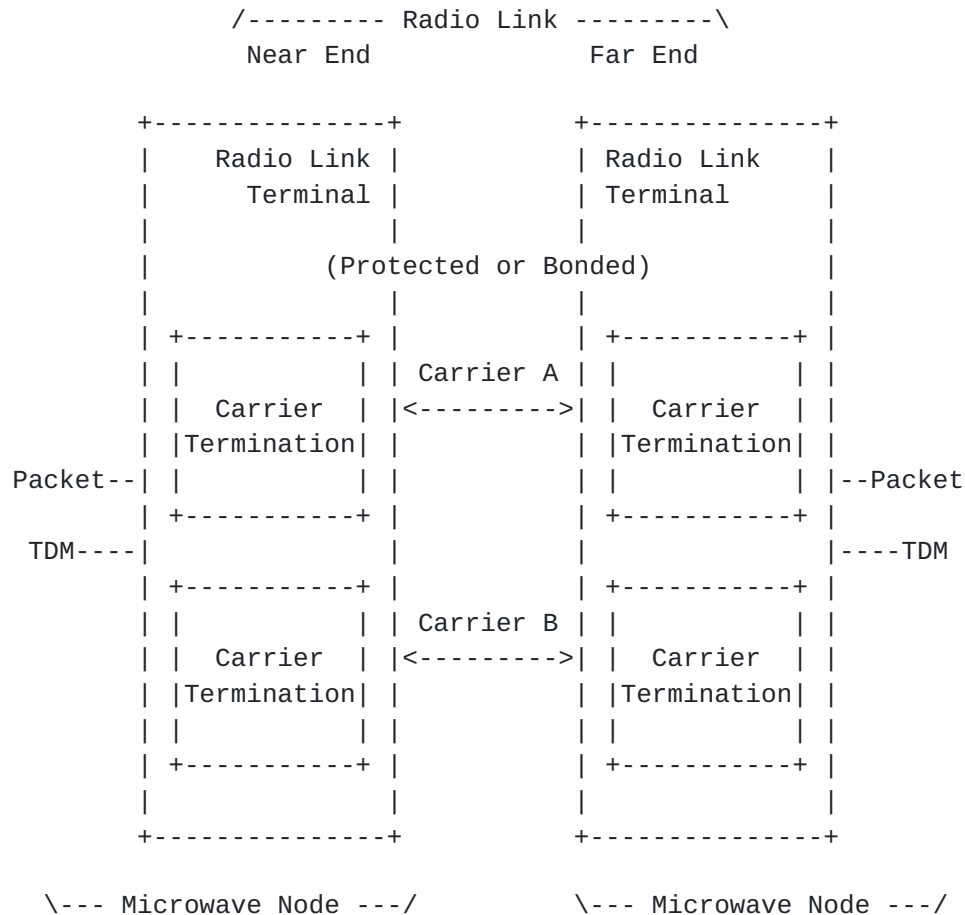 /--------- Radio Link ---------\
Near End Far End
Radio Link Radio Link
Terminal Terminal
(Protected or Bonded)
Carrier A
Carrier <---------> Carrier
Termination Termination
Packet-- --Packet
TDM---- ----TDM
Carrier B
Carrier <---------> Carrier
Termination Termination
\--- Microwave Node ---/ \--- Microwave Node ---/